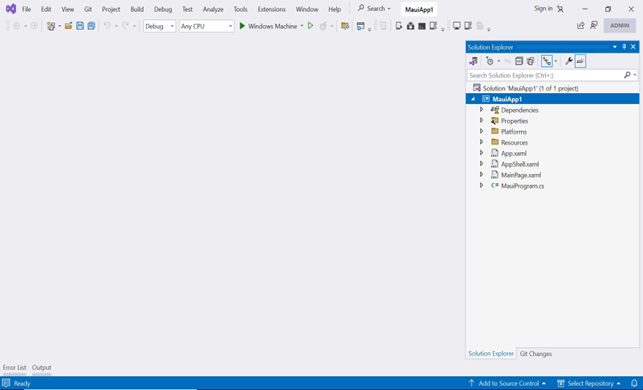 File Edit View Git Project Build Debug Test Analyze Tools Extensions Window Help Search MauiApp1 Sign in
Debug Any CPU Windows Machine ADMIN
Solution Explorer
Search Solution Explorer (Ctrl+;)
Solution 'MauiApp1' (1 of 1 project)
MauiApp1
Dependencies
Properties
Platforms
Resources
App.xaml
AppShell.xaml
MainPage.xaml
C# MauiProgram.cs
Solution Explorer Git Changes
Error List Output
Ready Add to Source Control Select Repository